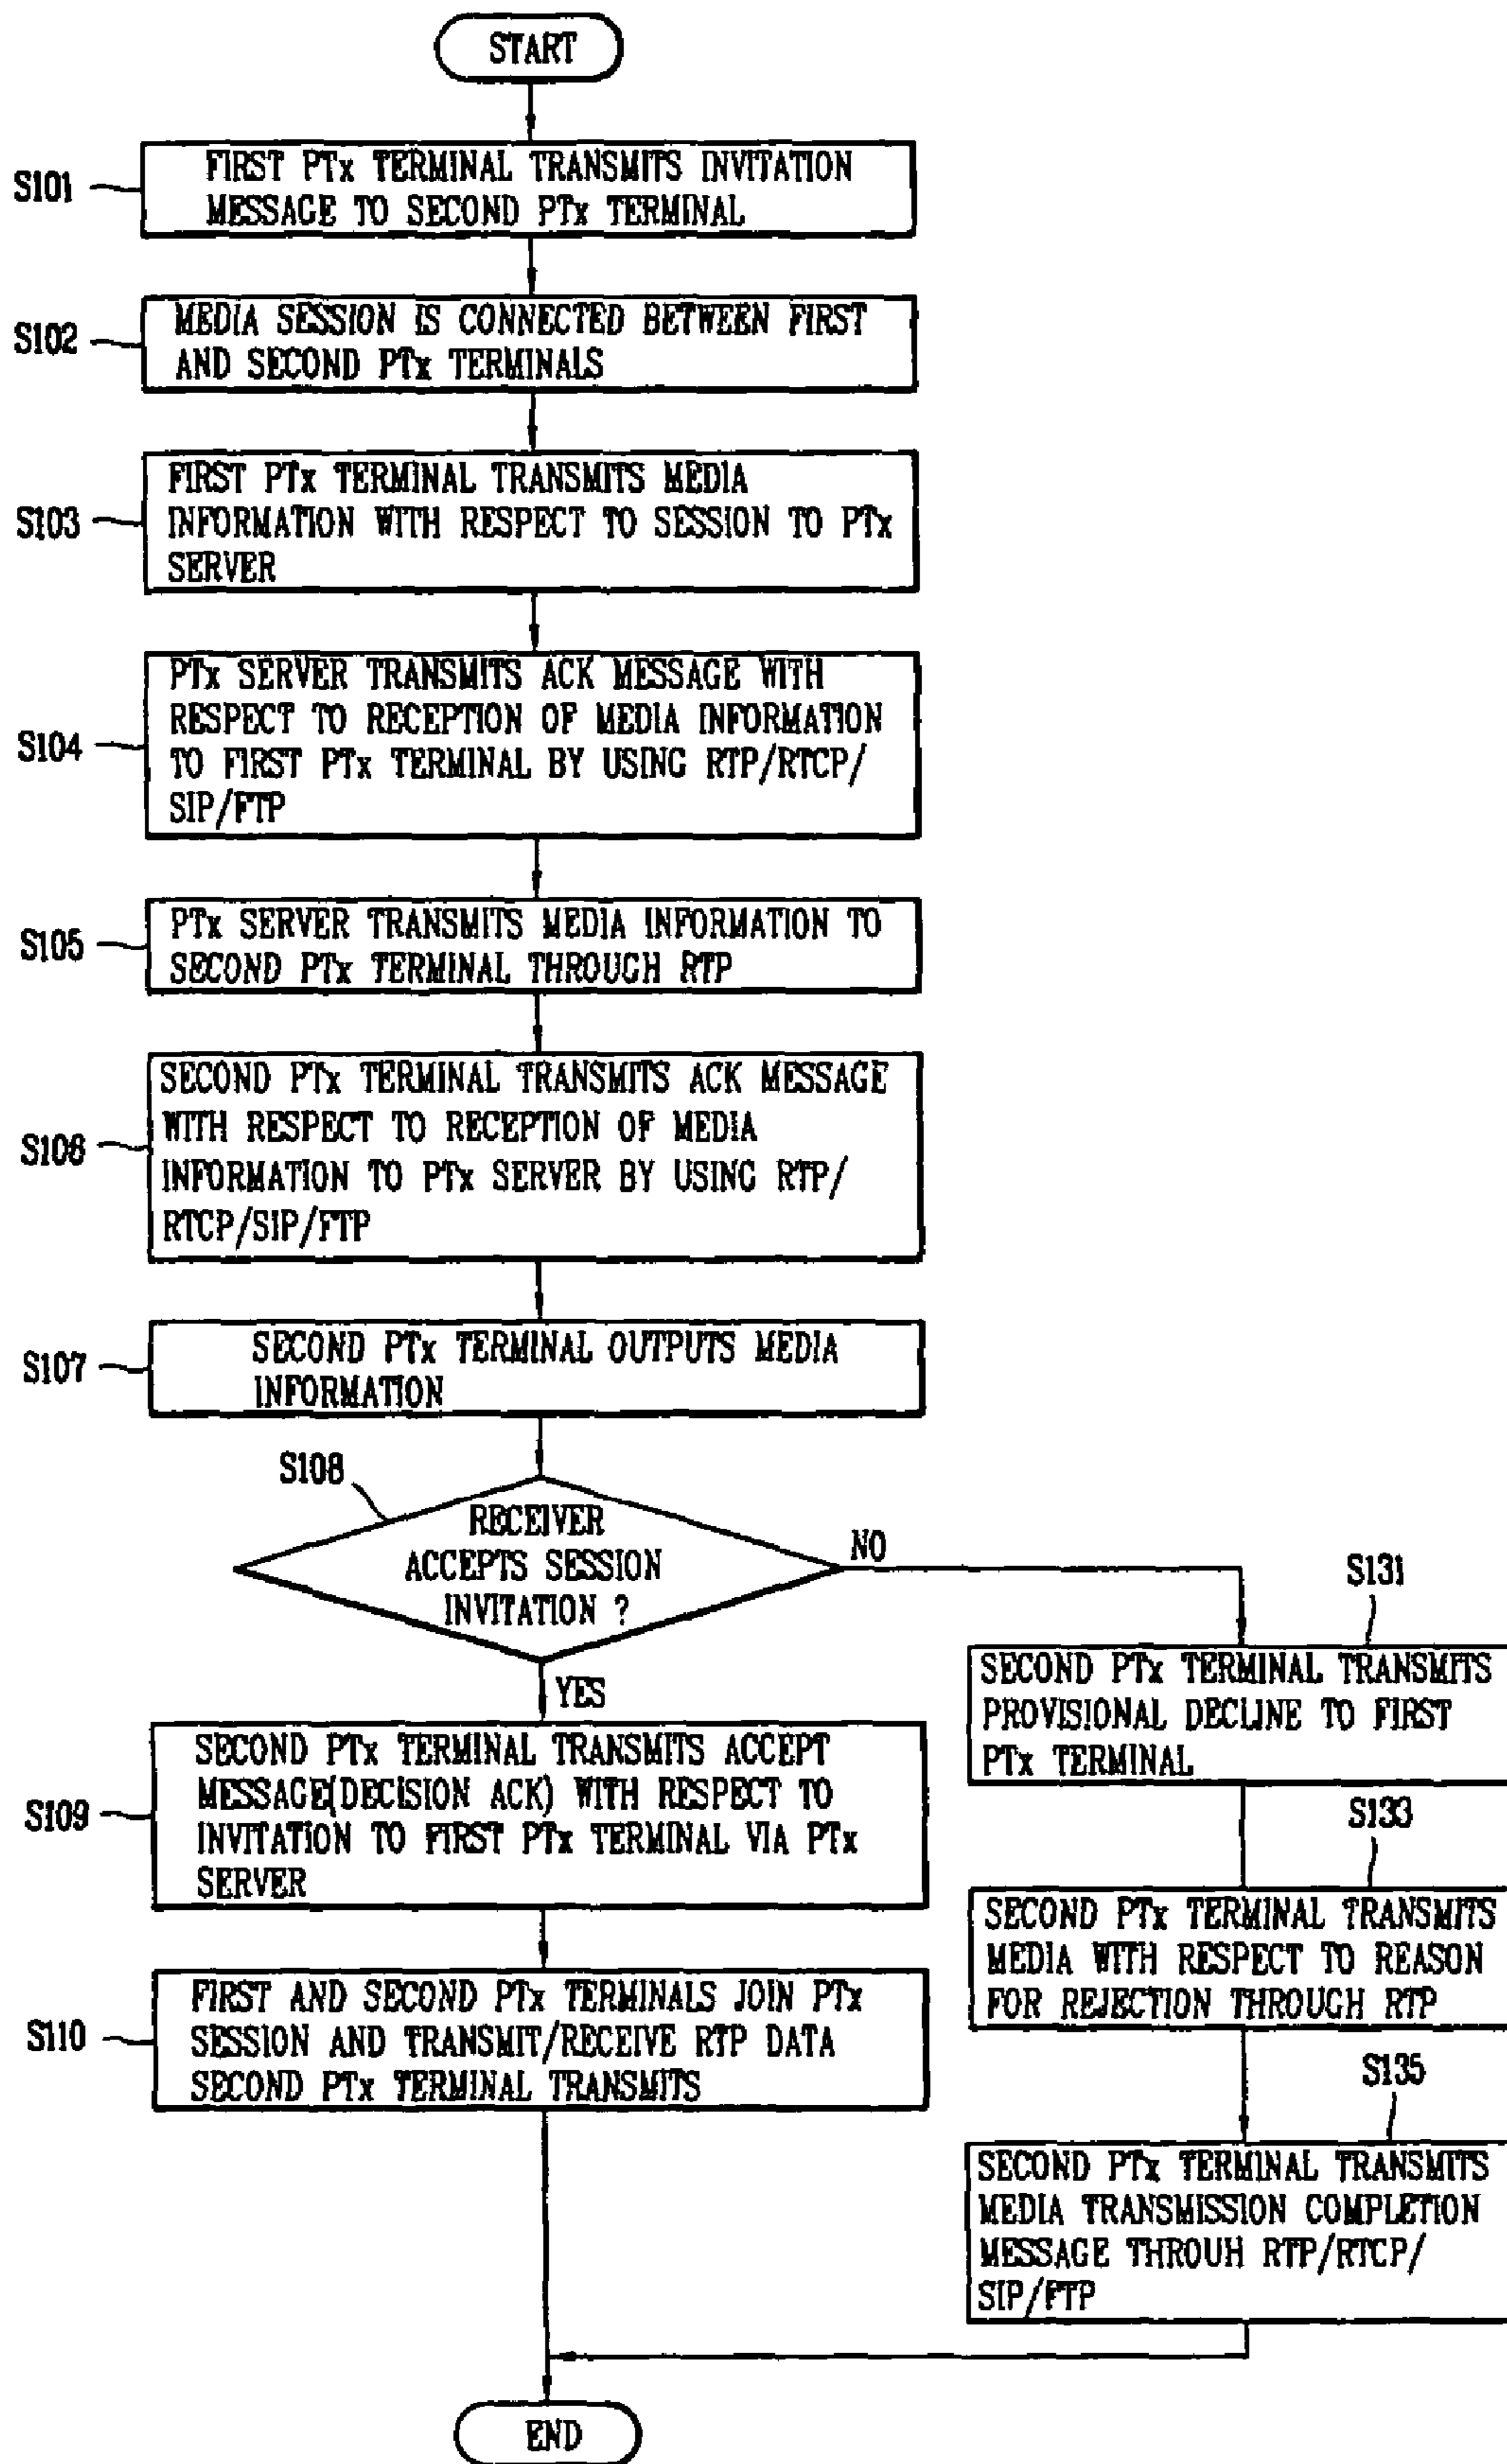 START
S101
FIRST PTx TERMINAL TRANSMITS INVITATION
MESSAGE TO SECOND PTx TERMINAL
S102
MEDIA SESSION IS CONNECTED BETWEEN FIRST
AND SECOND PTx TERMINALS
S103
FIRST PTx TERMINAL TRANSMITS MEDIA
INFORMATION WITH RESPECT TO SESSION TO PTx
SERVER
S104
PTx SERVER TRANSMITS ACK MESSAGE WITH
RESPECT TO RECEPTION OF MEDIA INFORMATION
TO FIRST PTx TERMINAL BY USING RTP/RTCP/
SIP/FTP
S105
PTx SERVER TRANSMITS MEDIA INFORMATION TO
SECOND PTx TERMINAL THROUGH RTP
S106
SECOND PTx TERMINAL TRANSMITS ACK MESSAGE
WITH RESPECT TO RECEPTION OF MEDIA
INFORMATION TO PTx SERVER BY USING RTP/
RTCP/SIP/FTP
S107
SECOND PTx TERMINAL OUTPUTS MEDIA
INFORMATION
S108
RECEIVER
ACCEPTS SESSION
INVITATION ?
NO
YES
S109
SECOND PTx TERMINAL TRANSMITS ACCEPT
MESSAGE(DECISION ACK) WITH RESPECT TO
INVITATION TO FIRST PTx TERMINAL VIA PTx
SERVER
S110
FIRST AND SECOND PTx TERMINALS JOIN PTx
SESSION AND TRANSMIT/RECEIVE RTP DATA
SECOND PTx TERMINAL TRANSMITS
S131
SECOND PTx TERMINAL TRANSMITS
PROVISIONAL DECLINE TO FIRST
PTx TERMINAL
S133
SECOND PTx TERMINAL TRANSMITS
MEDIA WITH RESPECT TO REASON
FOR REJECTION THROUGH RTP
S135
SECOND PTx TERMINAL TRANSMITS
MEDIA TRANSMISSION COMPLETION
MESSAGE THROUH RTP/RTCP/
SIP/FTP
END